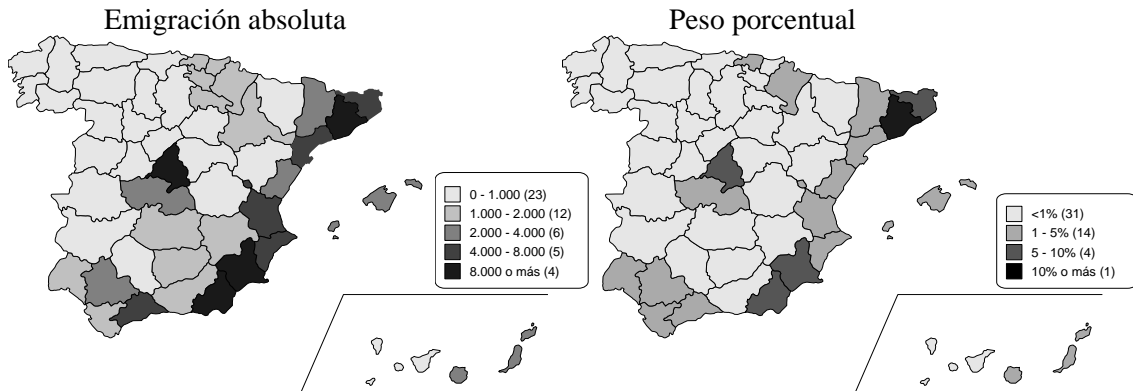 Emigración absoluta
Peso porcentual
0 - 1.000 (23)
1.000 - 2.000 (12)
2.000 - 4.000 (6)
4.000 - 8.000 (5)
8.000 o más (4)
<1% (31)
1 - 5% (14)
5 - 10% (4)
10% o más (1)